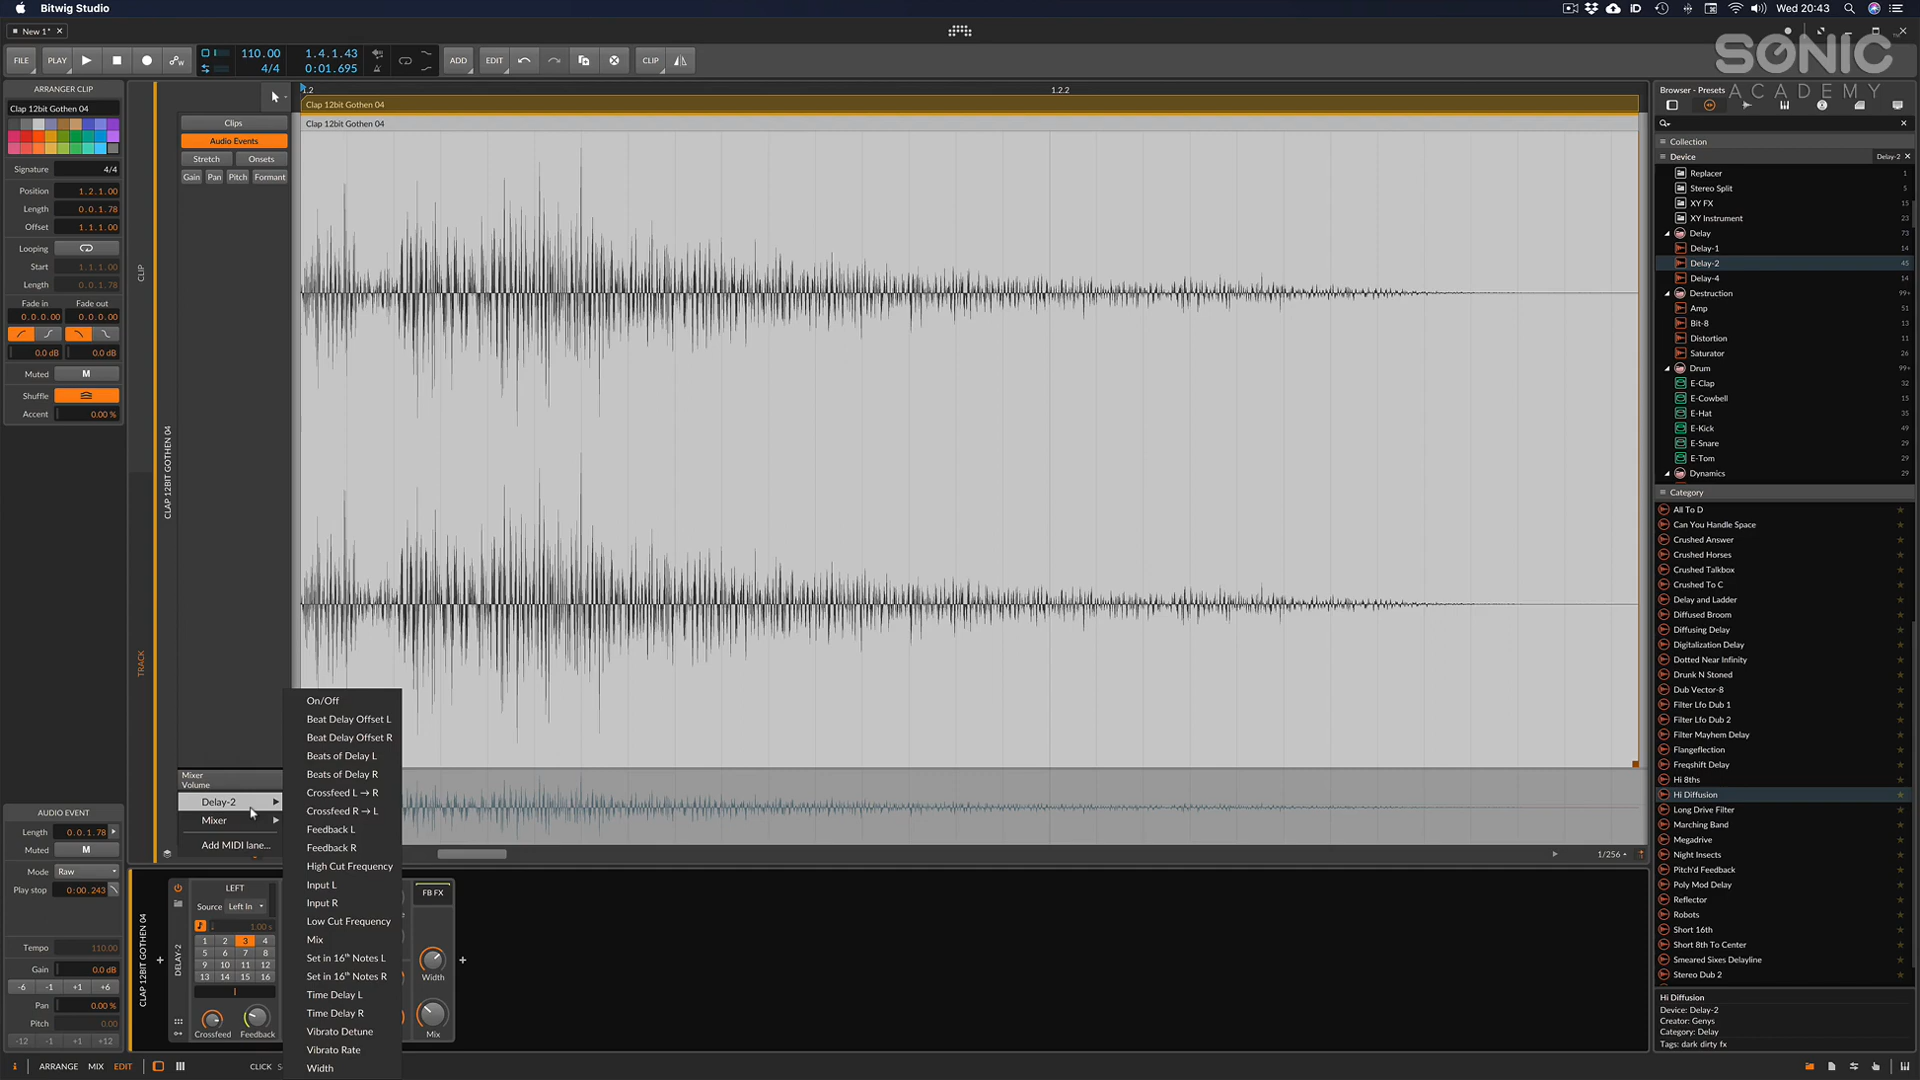 Bitwig Studio
Wed 20:43
New 1*
FILE
PLAY
110.00
4/4
1.4.1.43
0:01.695
ADD
EDIT
CLIP
SONIC
ACADEMY
ARRANGER CLIP
Clap 12bit Gothen 04
Signature 4/4
Position 1.2.1.00
Length 0.0.1.78
Offset 1.1.1.00
Looping
Start 1.1.1.00
Length 0.0.1.78
Fade in Fade out
0.0.0.00 0.0.0.00
0.0 dB 0.0 dB
Muted M
Shuffle
Accent 0.00 %
AUDIO EVENT
Length 0.0.1.78
Muted M
Mode Raw
Play stop 0:00.243
Tempo 110.00
Gain 0.0 dB
-6 -1 +1 +6
Pan 0.00 %
Pitch 0.00
-12 -1 +1 +12
CLIP
TRACK
CLAP 12BIT GOTHEN 04
Clips
Audio Events
Stretch Onsets
Gain Pan Pitch Formant
1.2
1.2.2
Clap 12bit Gothen 04
Clap 12bit Gothen 04
Mixer
Volume
Delay-2
Mixer
Add MIDI lane...
On/Off
Beat Delay Offset L
Beat Delay Offset R
Beats of Delay L
Beats of Delay R
Crossfeed L → R
Crossfeed R → L
Feedback L
Feedback R
High Cut Frequency
Input L
Input R
Low Cut Frequency
Mix
Set in 16th Notes L
Set in 16th Notes R
Time Delay L
Time Delay R
Vibrato Detune
Vibrato Rate
Width
1/256
CLAP 12BIT GOTHEN 04
DELAY-2
LEFT
Source Left In
1.00 s
1 2 3 4
5 6 7 8
9 10 11 12
13 14 15 16
Crossfeed Feedback
FB FX
Width
Mix
Browser - Presets
Collection
Device Delay-2
Replacer 1
Stereo Split
XY FX 15
XY Instrument 23
Delay 73
Delay-1 14
Delay-2 45
Delay-4 14
Destruction 99+
Amp 51
Bit-8 13
Distortion 11
Saturator 26
Drum 99+
E-Clap 32
E-Cowbell 15
E-Hat 35
E-Kick 49
E-Snare 29
E-Tom 29
Dynamics 29
Category
All To D
Can You Handle Space
Crushed Answer
Crushed Horses
Crushed Talkbox
Crushed To C
Delay and Ladder
Diffused Broom
Diffusing Delay
Digitalization Delay
Dotted Near Infinity
Drunk N Stoned
Dub Vector-8
Filter Lfo Dub 1
Filter Lfo Dub 2
Filter Mayhem Delay
Flangeflection
Freqshift Delay
Hi 8ths
Hi Diffusion
Long Drive Filter
Marching Band
Megadrive
Night Insects
Pitch'd Feedback
Poly Mod Delay
Reflector
Robots
Short 16th
Short 8th To Center
Smeared Sixes Delayline
Stereo Dub 2
Hi Diffusion
Device: Delay-2
Creator: Genys
Category: Delay
Tags: dark dirty fx
ARRANGE MIX EDIT
CLICK